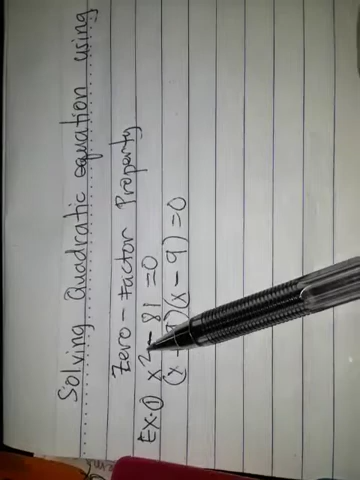 Solving Quadratic equation using
Zero-Factor Property
EX.① x² - 81 = 0
(x )(x - 9) = 0